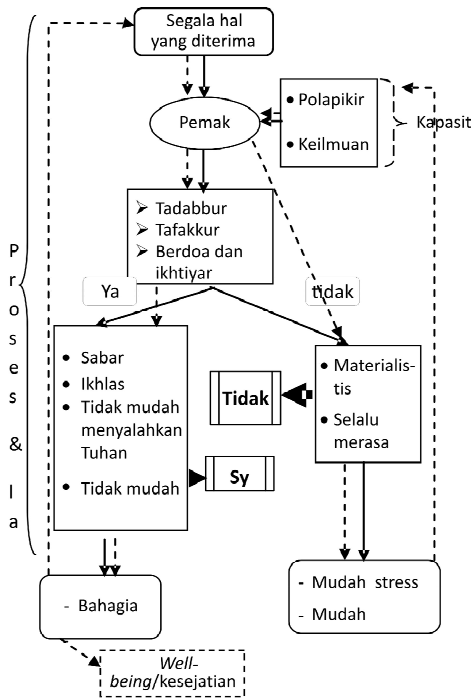 Segala hal
yang diterima
Pemak
• Polapikir
• Keilmuan
Kapasit
➢ Tadabbur
➢ Tafakkur
➢ Berdoa dan
ikhtiyar
Ya
tidak
• Sabar
• Ikhlas
• Tidak mudah
menyalahkan
Tuhan
• Tidak mudah
Tidak
Sy
• Materialis-
tis
• Selalu
merasa
- Bahagia
- Mudah stress
- Mudah
Well-
being/kesejatian
P
r
o
s
e
s
&
l
a